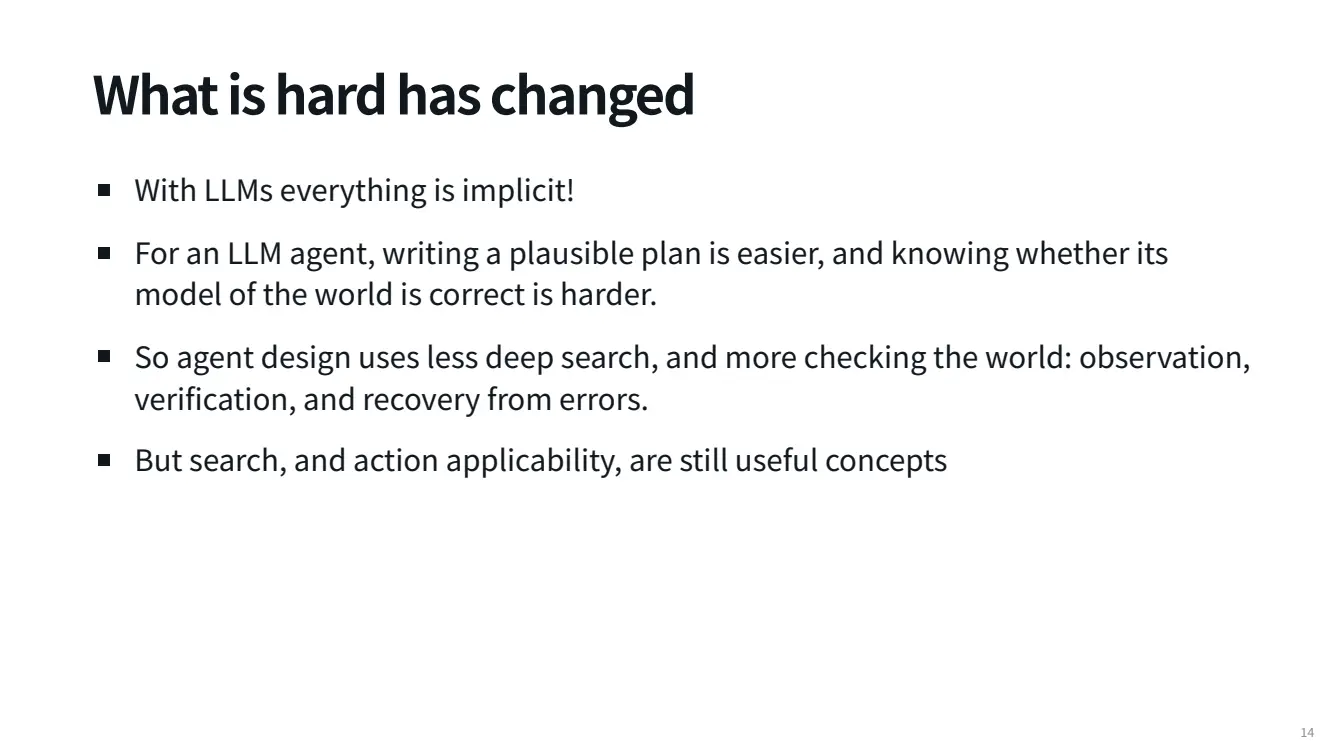 What is hard has changed
▪ With LLMs everything is implicit!
▪ For an LLM agent, writing a plausible plan is easier, and knowing whether its
model of the world is correct is harder.
▪ So agent design uses less deep search, and more checking the world: observation,
verification, and recovery from errors.
▪ But search, and action applicability, are still useful concepts
14